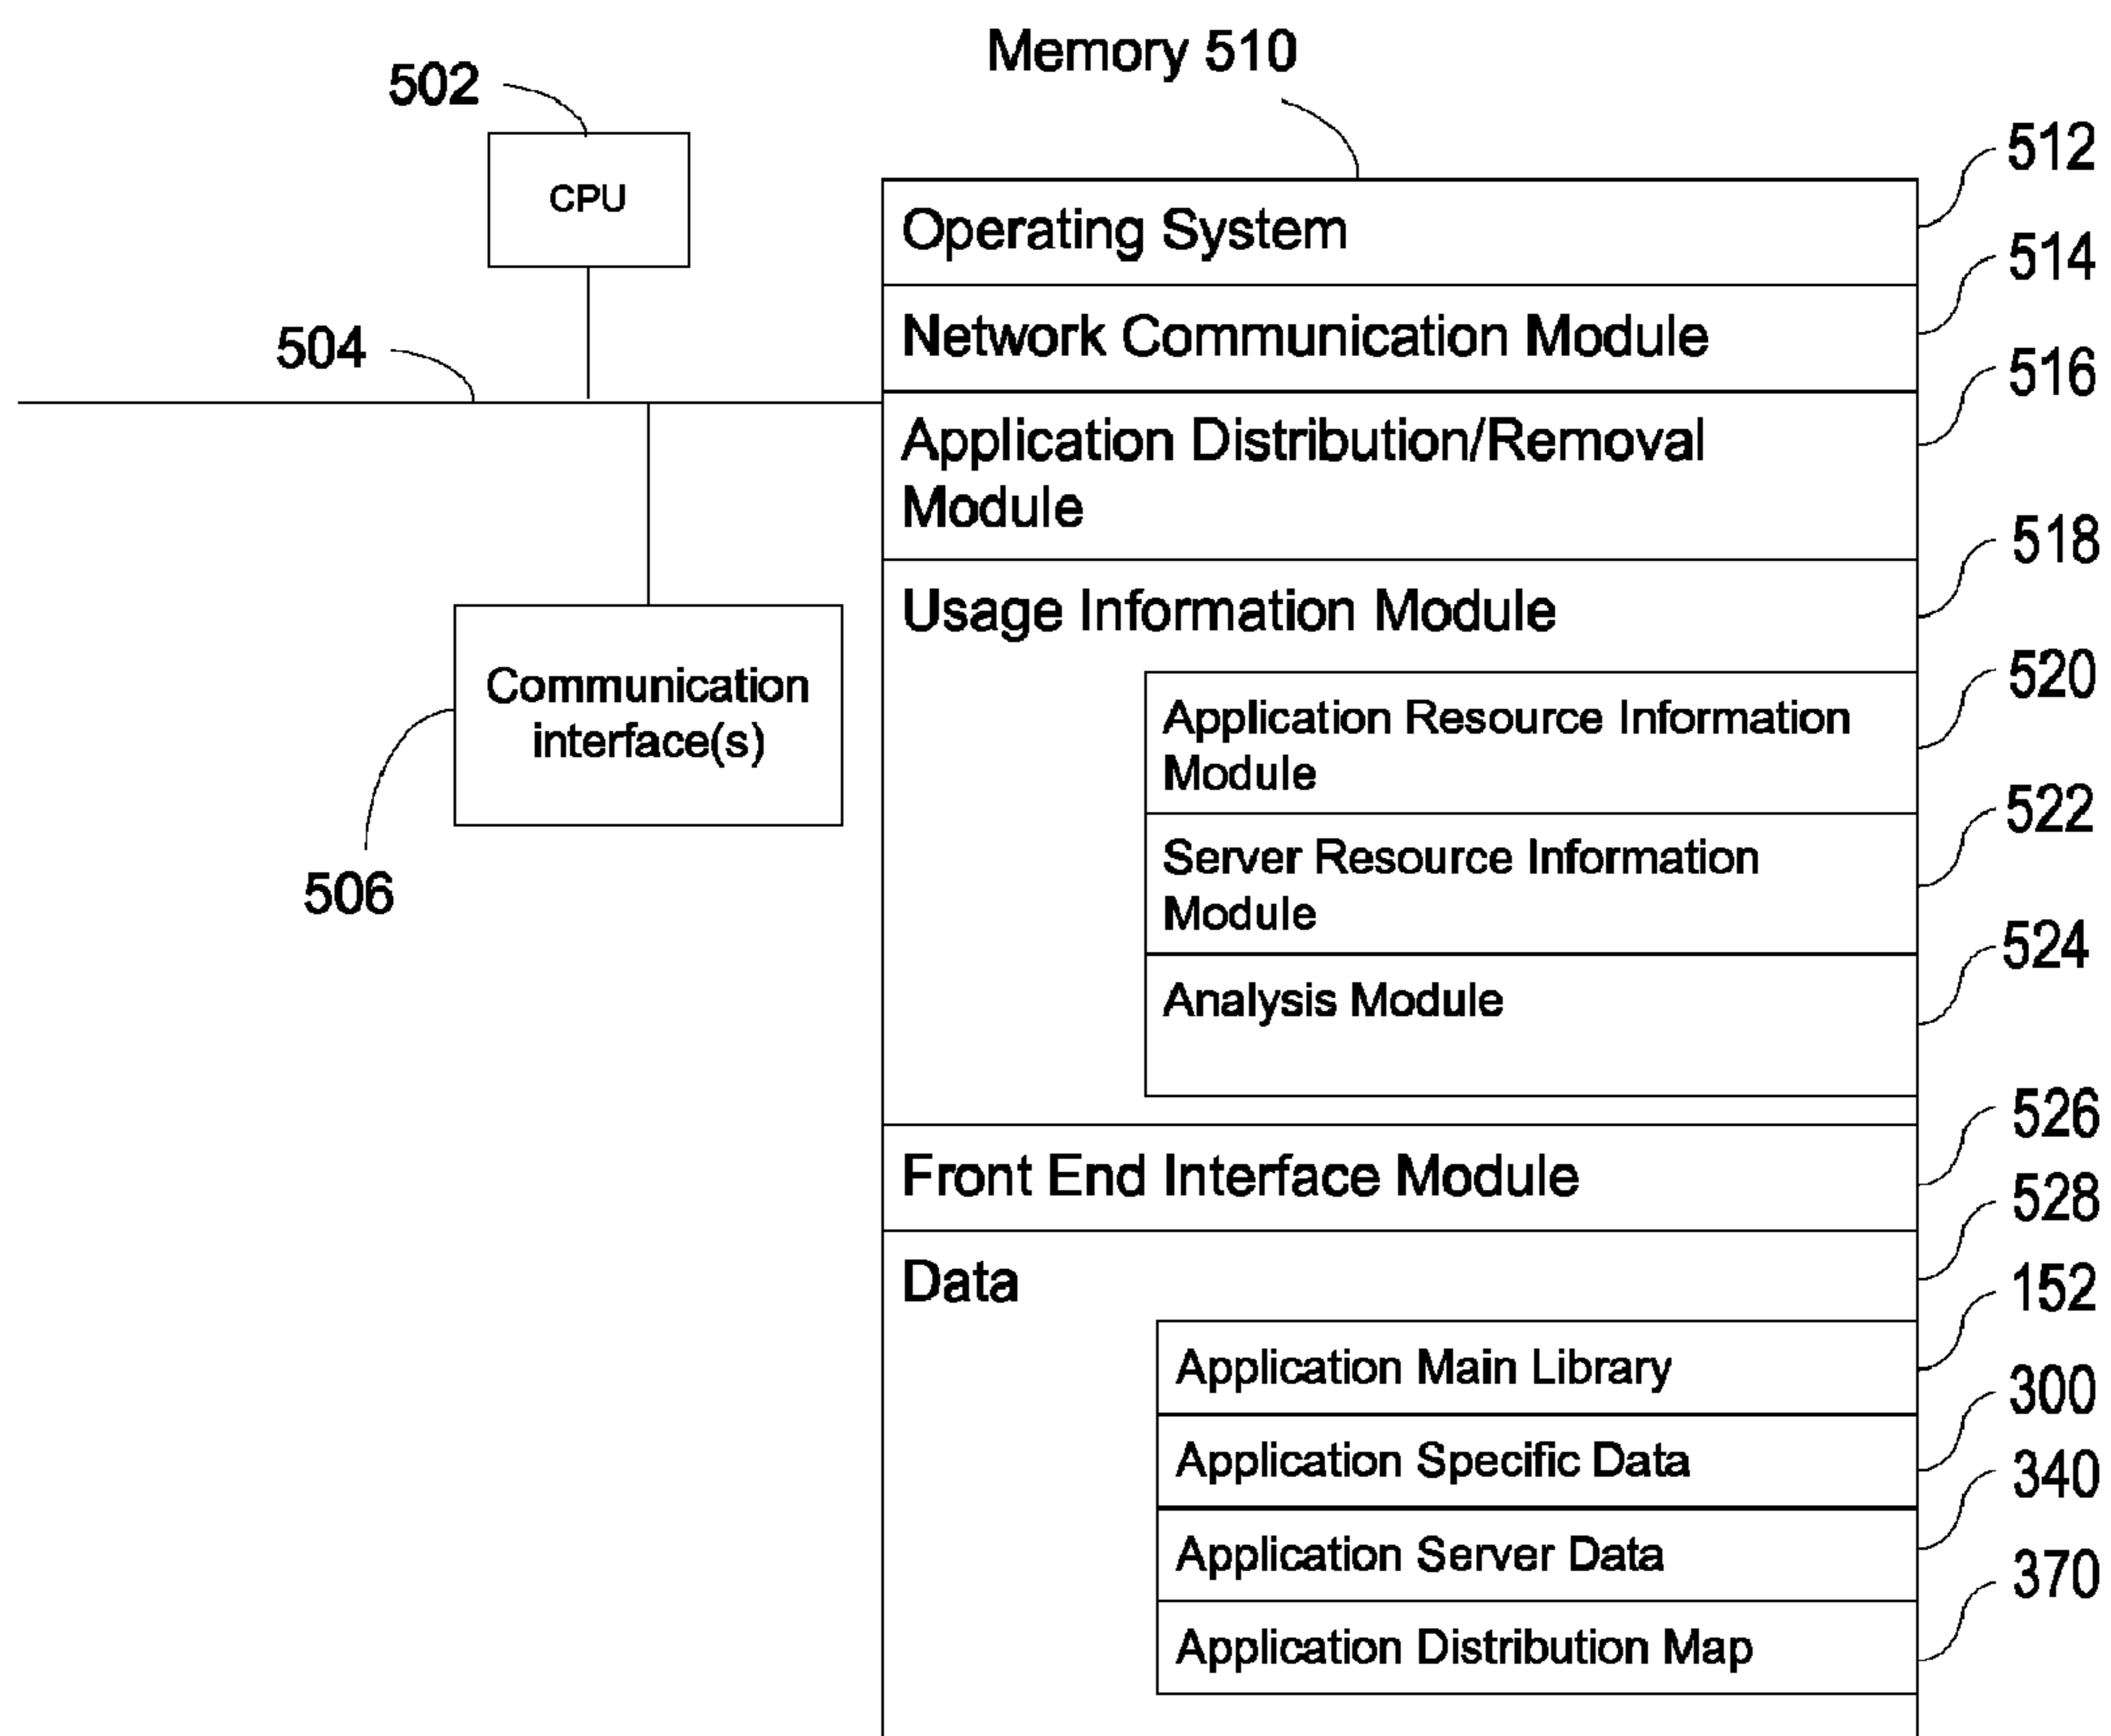 Memory 510
502
CPU
504
Communication
interface(s)
506
Operating System
512
Network Communication Module
514
Application Distribution/Removal
Module
516
Usage Information Module
518
Application Resource Information
Module
520
Server Resource Information
Module
522
Analysis Module
524
Front End Interface Module
526
Data
528
Application Main Library
152
Application Specific Data
300
Application Server Data
340
Application Distribution Map
370